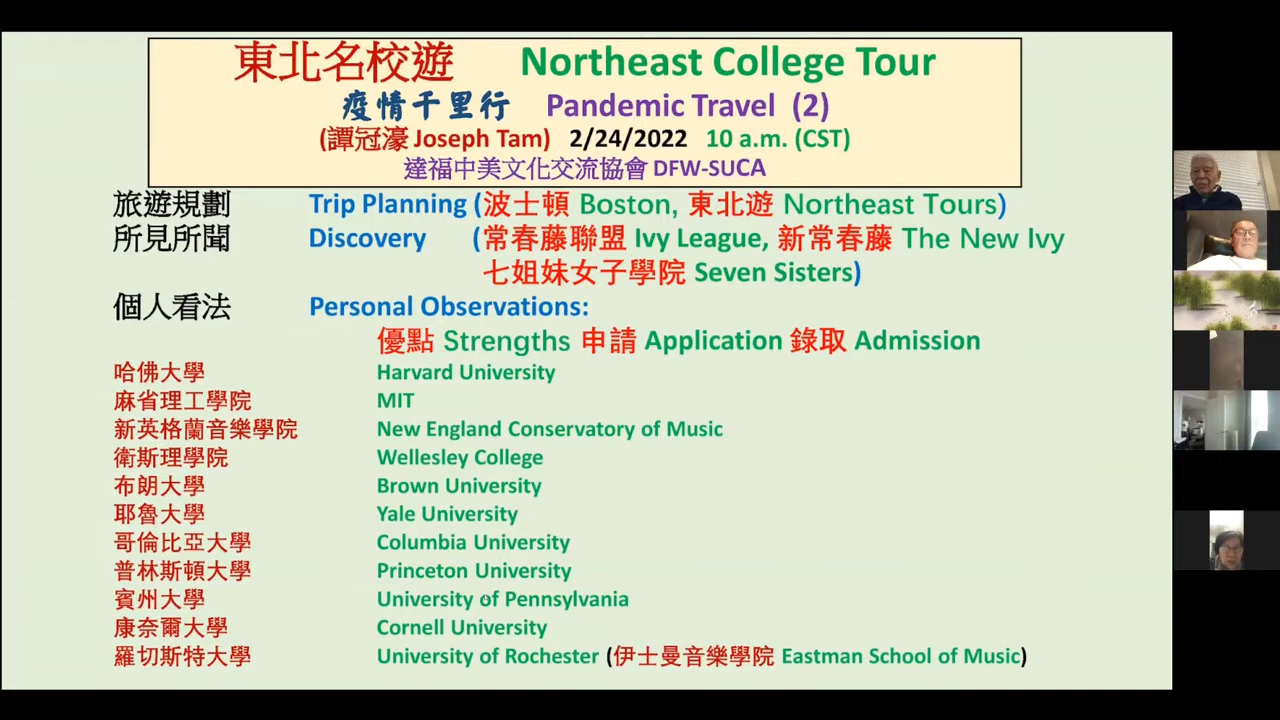 東北名校遊 Northeast College Tour
疫情千里行 Pandemic Travel (2)
(譚冠濠 Joseph Tam) 2/24/2022 10 a.m. (CST)
達福中美文化交流協會 DFW-SUCA
旅遊規劃 Trip Planning (波士頓 Boston, 東北遊 Northeast Tours)
所見所聞 Discovery (常春藤聯盟 Ivy League, 新常春藤 The New Ivy
七姐妹女子學院 Seven Sisters)
個人看法 Personal Observations:
優點 Strengths 申請 Application 錄取 Admission
哈佛大學 Harvard University
麻省理工學院 MIT
新英格蘭音樂學院 New England Conservatory of Music
衛斯理學院 Wellesley College
布朗大學 Brown University
耶魯大學 Yale University
哥倫比亞大學 Columbia University
普林斯頓大學 Princeton University
賓州大學 University of Pennsylvania
康奈爾大學 Cornell University
羅切斯特大學 University of Rochester (伊士曼音樂學院 Eastman School of Music)